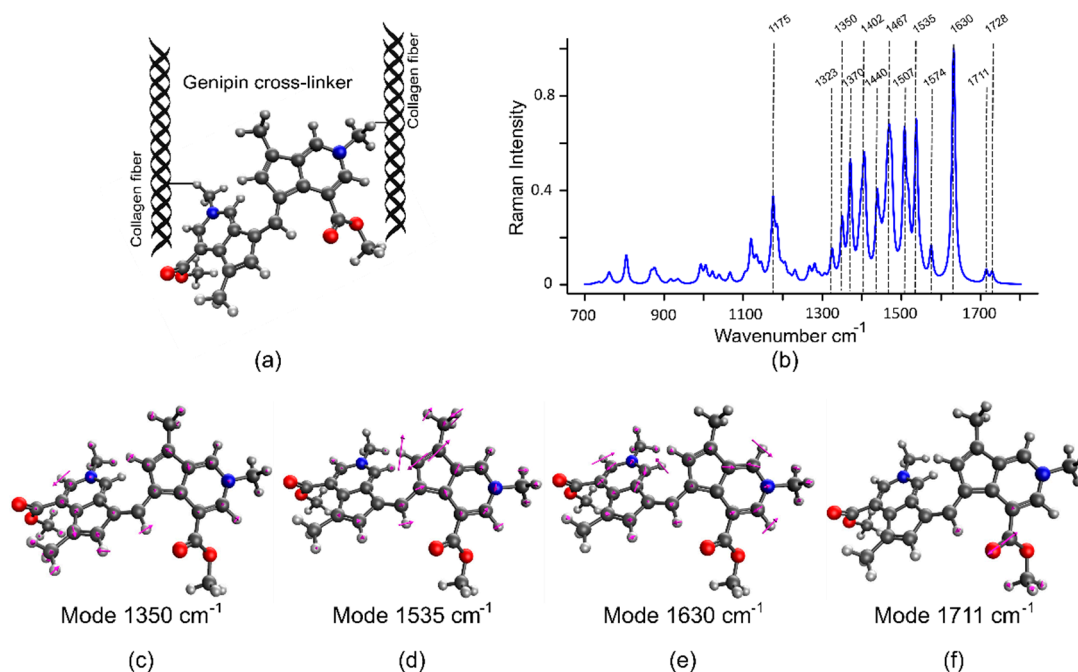 Collagen fiber
Genipin cross-linker
Collagen fiber
(a)
1175
1350
1402
1467
1535
1630
1728
1323
1370
1440
1507
1574
1711
Raman Intensity
0.8
0.4
0
700
900
1100
1300
1500
1700
Wavenumber cm⁻¹
(b)
Mode 1350 cm⁻¹
Mode 1535 cm⁻¹
Mode 1630 cm⁻¹
Mode 1711 cm⁻¹
(c)
(d)
(e)
(f)